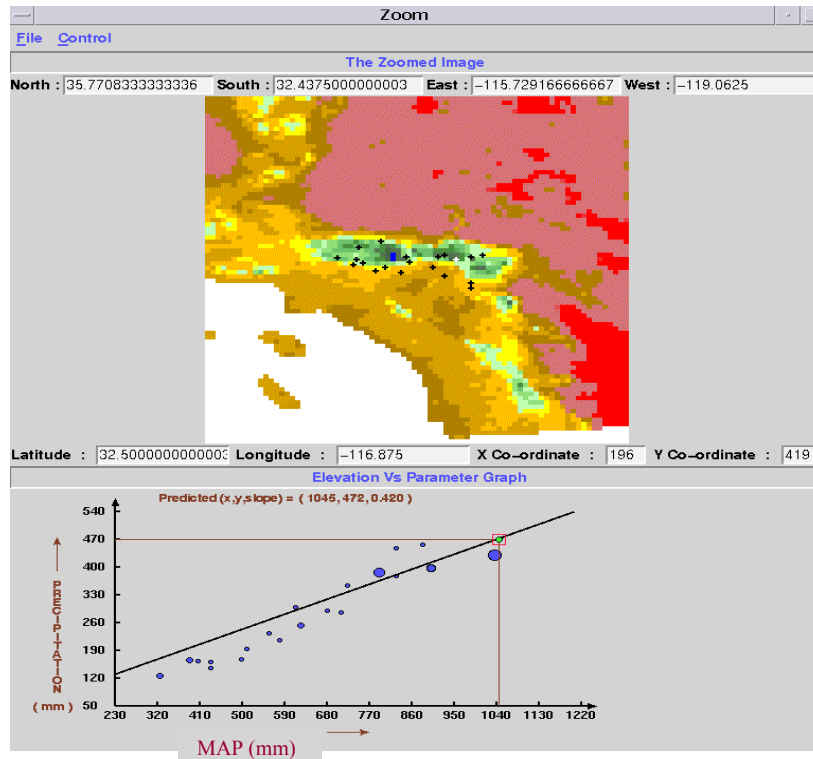 Zoom
File Control
The Zoomed Image
North : 35.7708333333336 South : 32.4375000000003 East : -115.729166666667 West : -119.0625
Latitude : 32.5000000000003 Longitude : -116.875 X Co-ordinate : 196 Y Co-ordinate : 419
Elevation Vs Parameter Graph
Predicted (x,y,slope) = ( 1045, 472, 0.420 )
540
470
400
330
260
190
120
50
PRECIPITATION
( mm )
230 320 410 500 590 680 770 860 950 1040 1130 1220
MAP (mm)